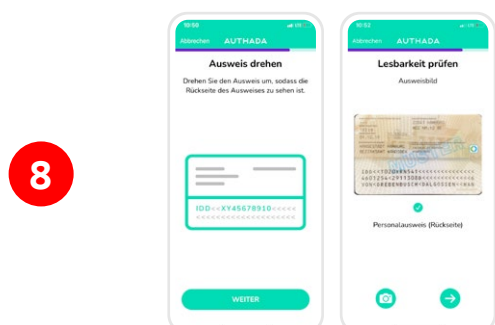 8
10:50
Abbrechen AUTHADA
Ausweis drehen
Drehen Sie den Ausweis um, sodass die
Rückseite des Ausweises zu sehen ist.
IDD<<XY45678910<<<<<
WEITER
10:52
Abbrechen AUTHADA
Lesbarkeit prüfen
Ausweisbild
Personalausweis (Rückseite)